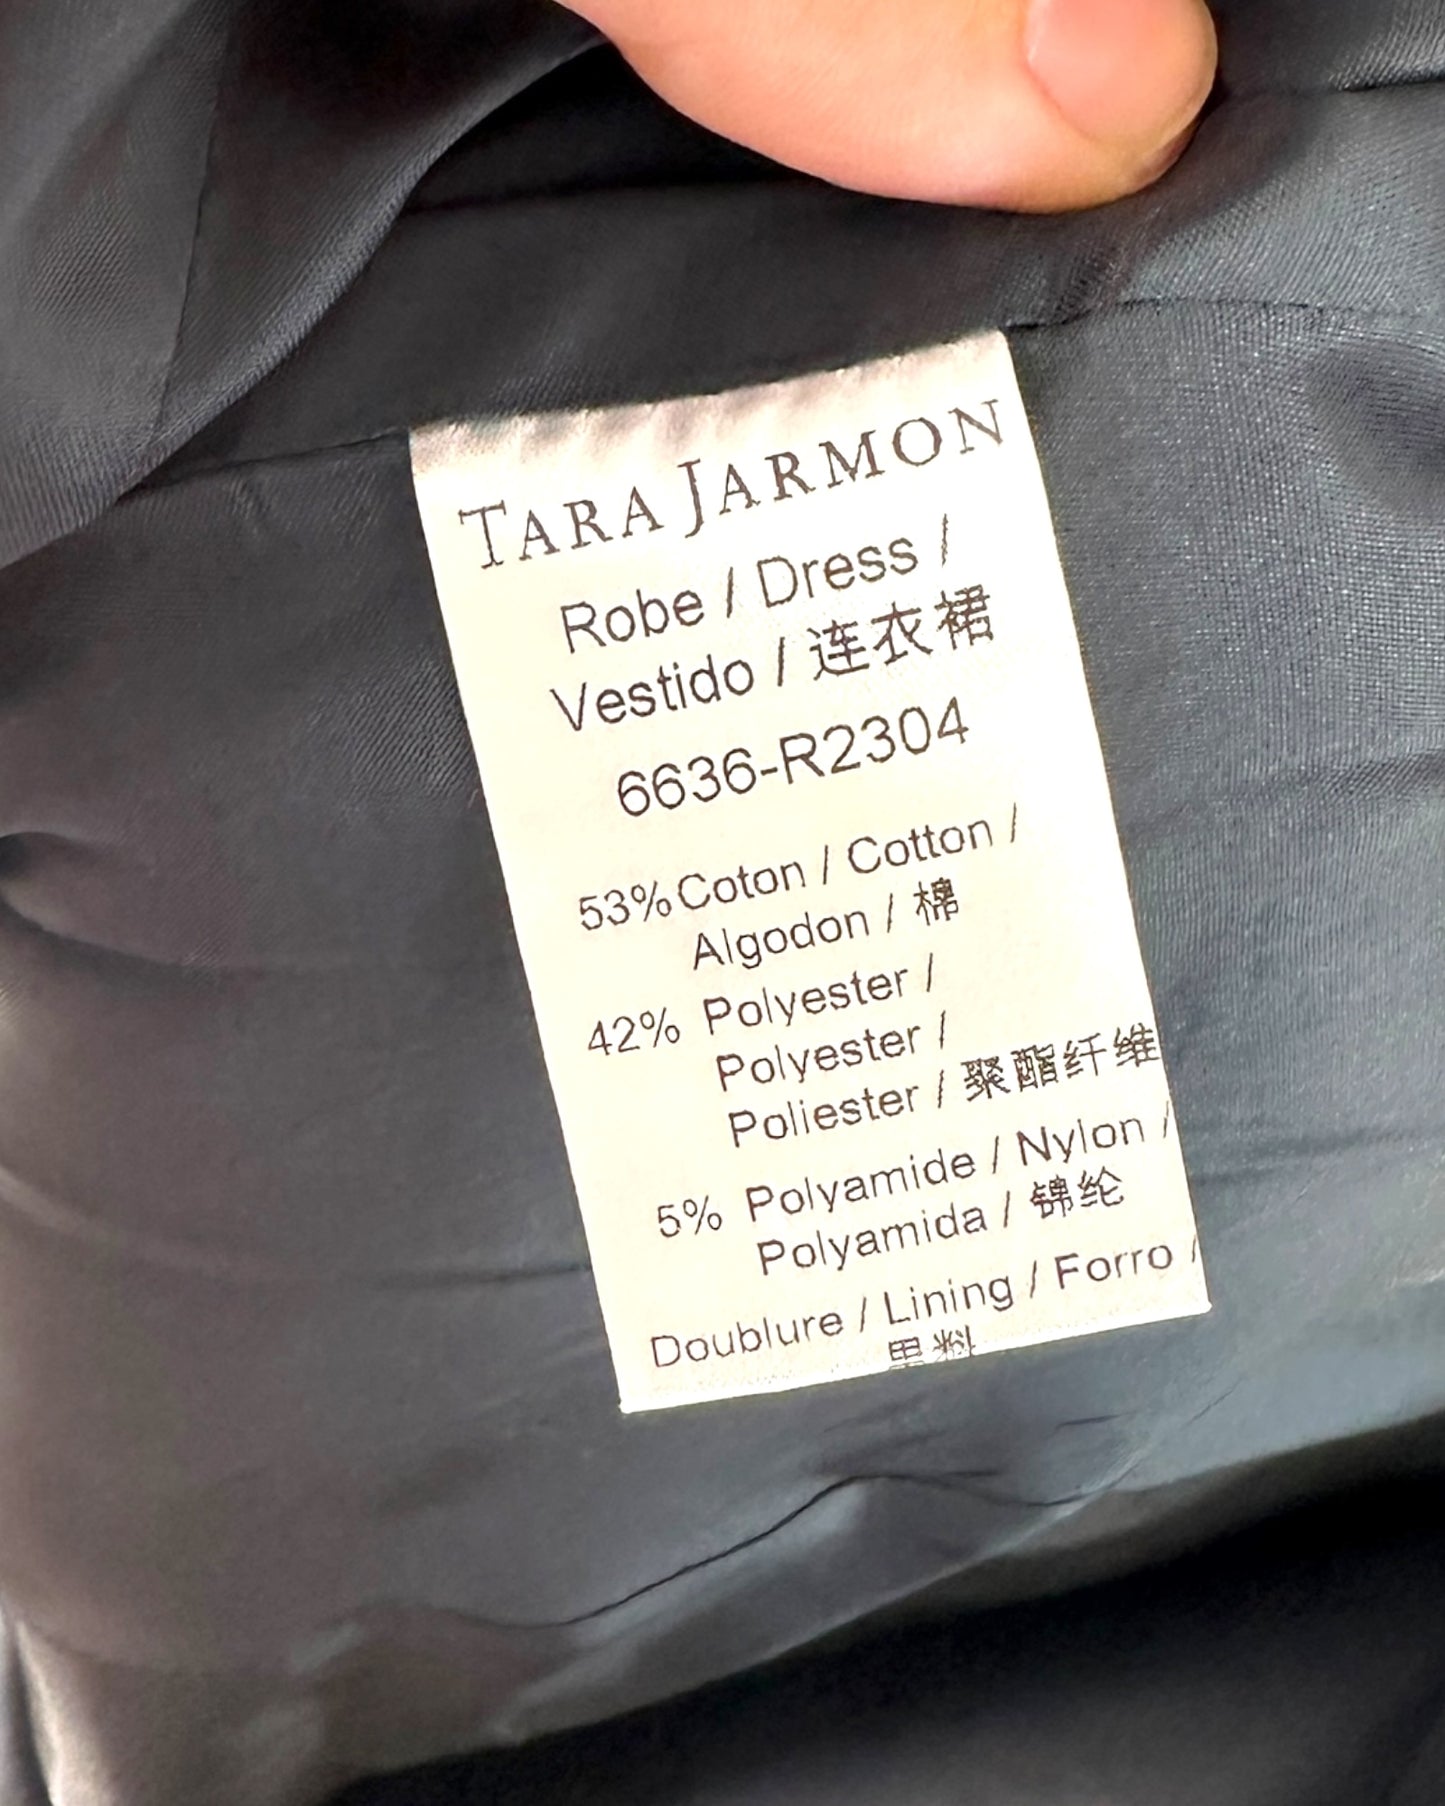 TARA JARMON
Robe / Dress /
Vestido / 连衣裙
6636-R2304
53% Coton / Cotton /
Algodon / 棉
42% Polyester /
Polyester /
Poliester / 聚酯纤维
5% Polyamide / Nylon /
Polyamida / 锦纶
Doublure / Lining / Forro /